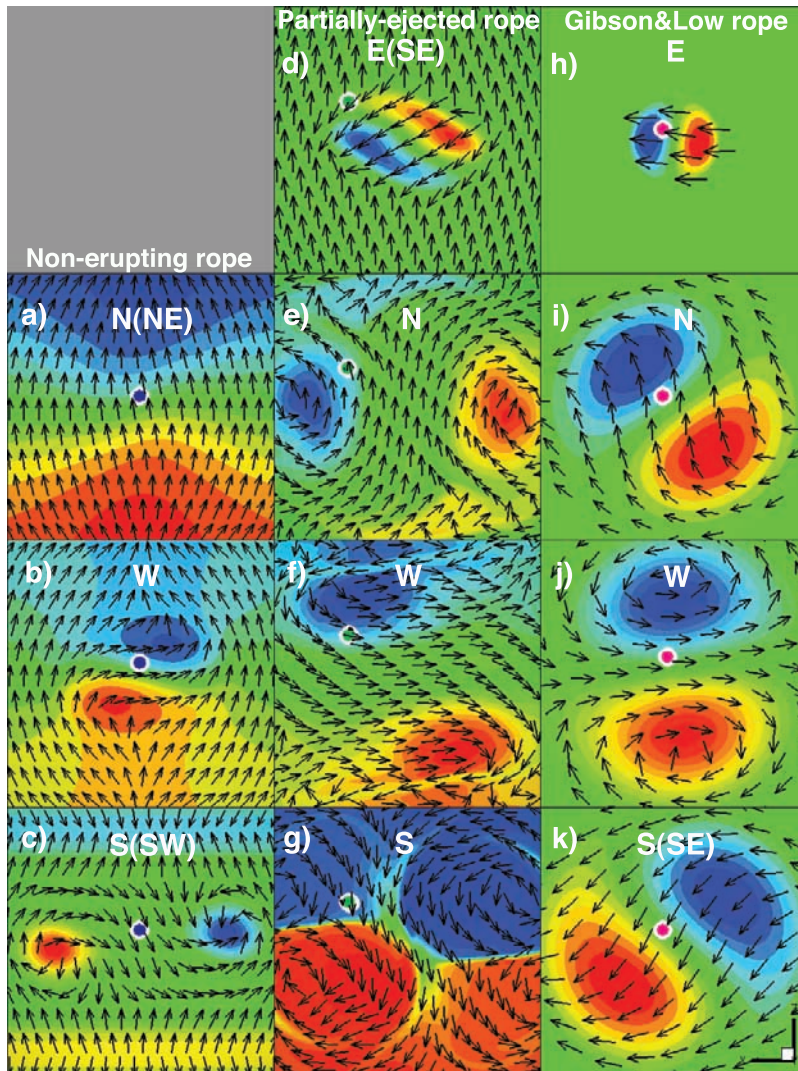 Partially-ejected rope
Gibson&Low rope
d)
E(SE)
h)
E
Non-erupting rope
a)
N(NE)
e)
N
i)
N
b)
W
f)
W
j)
W
c)
S(SW)
g)
S
k)
S(SE)